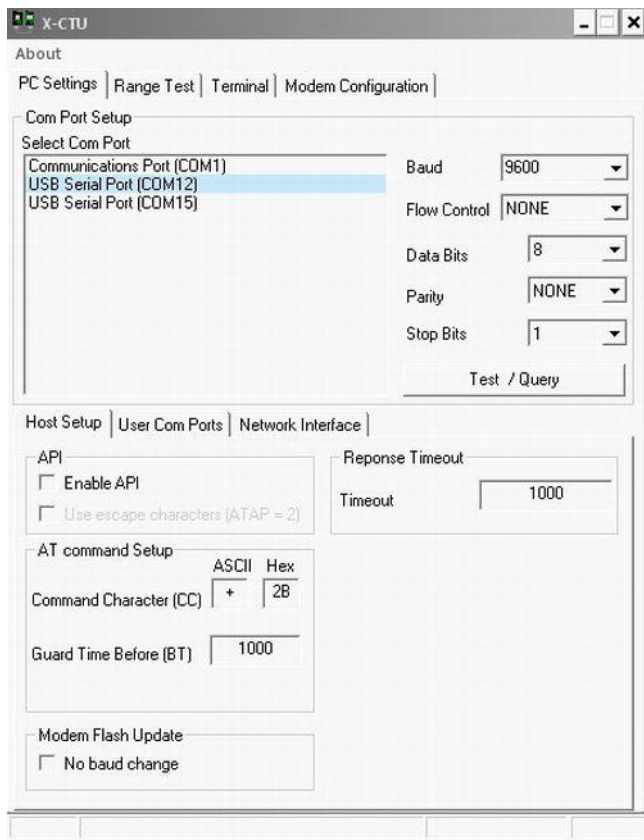 X-CTU
About
PC Settings Range Test Terminal Modem Configuration
Com Port Setup
Select Com Port
Communications Port (COM1)
USB Serial Port (COM12)
USB Serial Port (COM15)
Baud 9600
Flow Control NONE
Data Bits 8
Parity NONE
Stop Bits 1
Test / Query
Host Setup User Com Ports Network Interface
API
Enable API
Use escape characters (ATAP = 2)
Reponse Timeout
Timeout 1000
AT command Setup
ASCII Hex
Command Character (CC) + 2B
Guard Time Before (BT) 1000
Modem Flash Update
No baud change